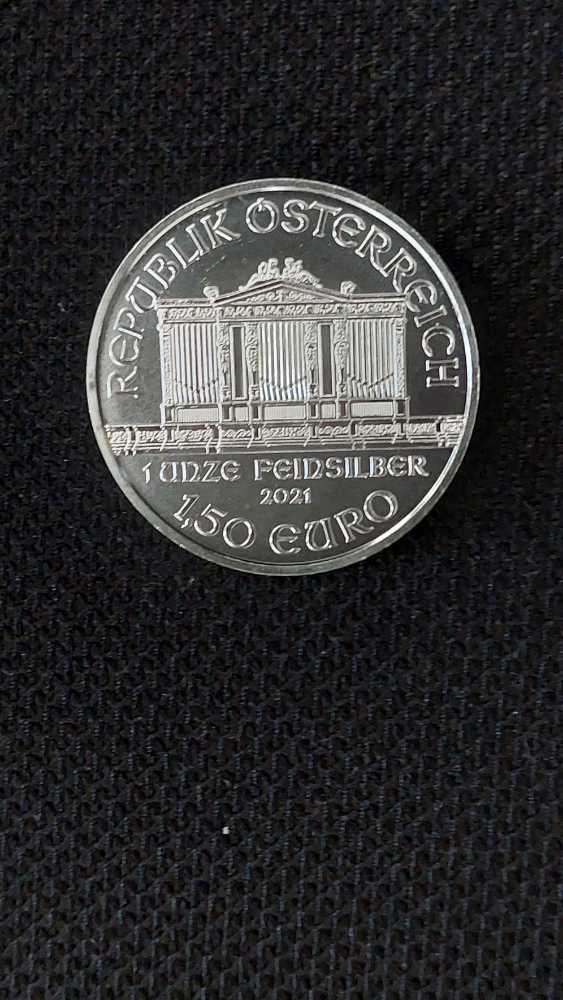 REPUBLIK ÖSTERREICH
1 UNZE FEINSILBER
2021
1,50 EURO